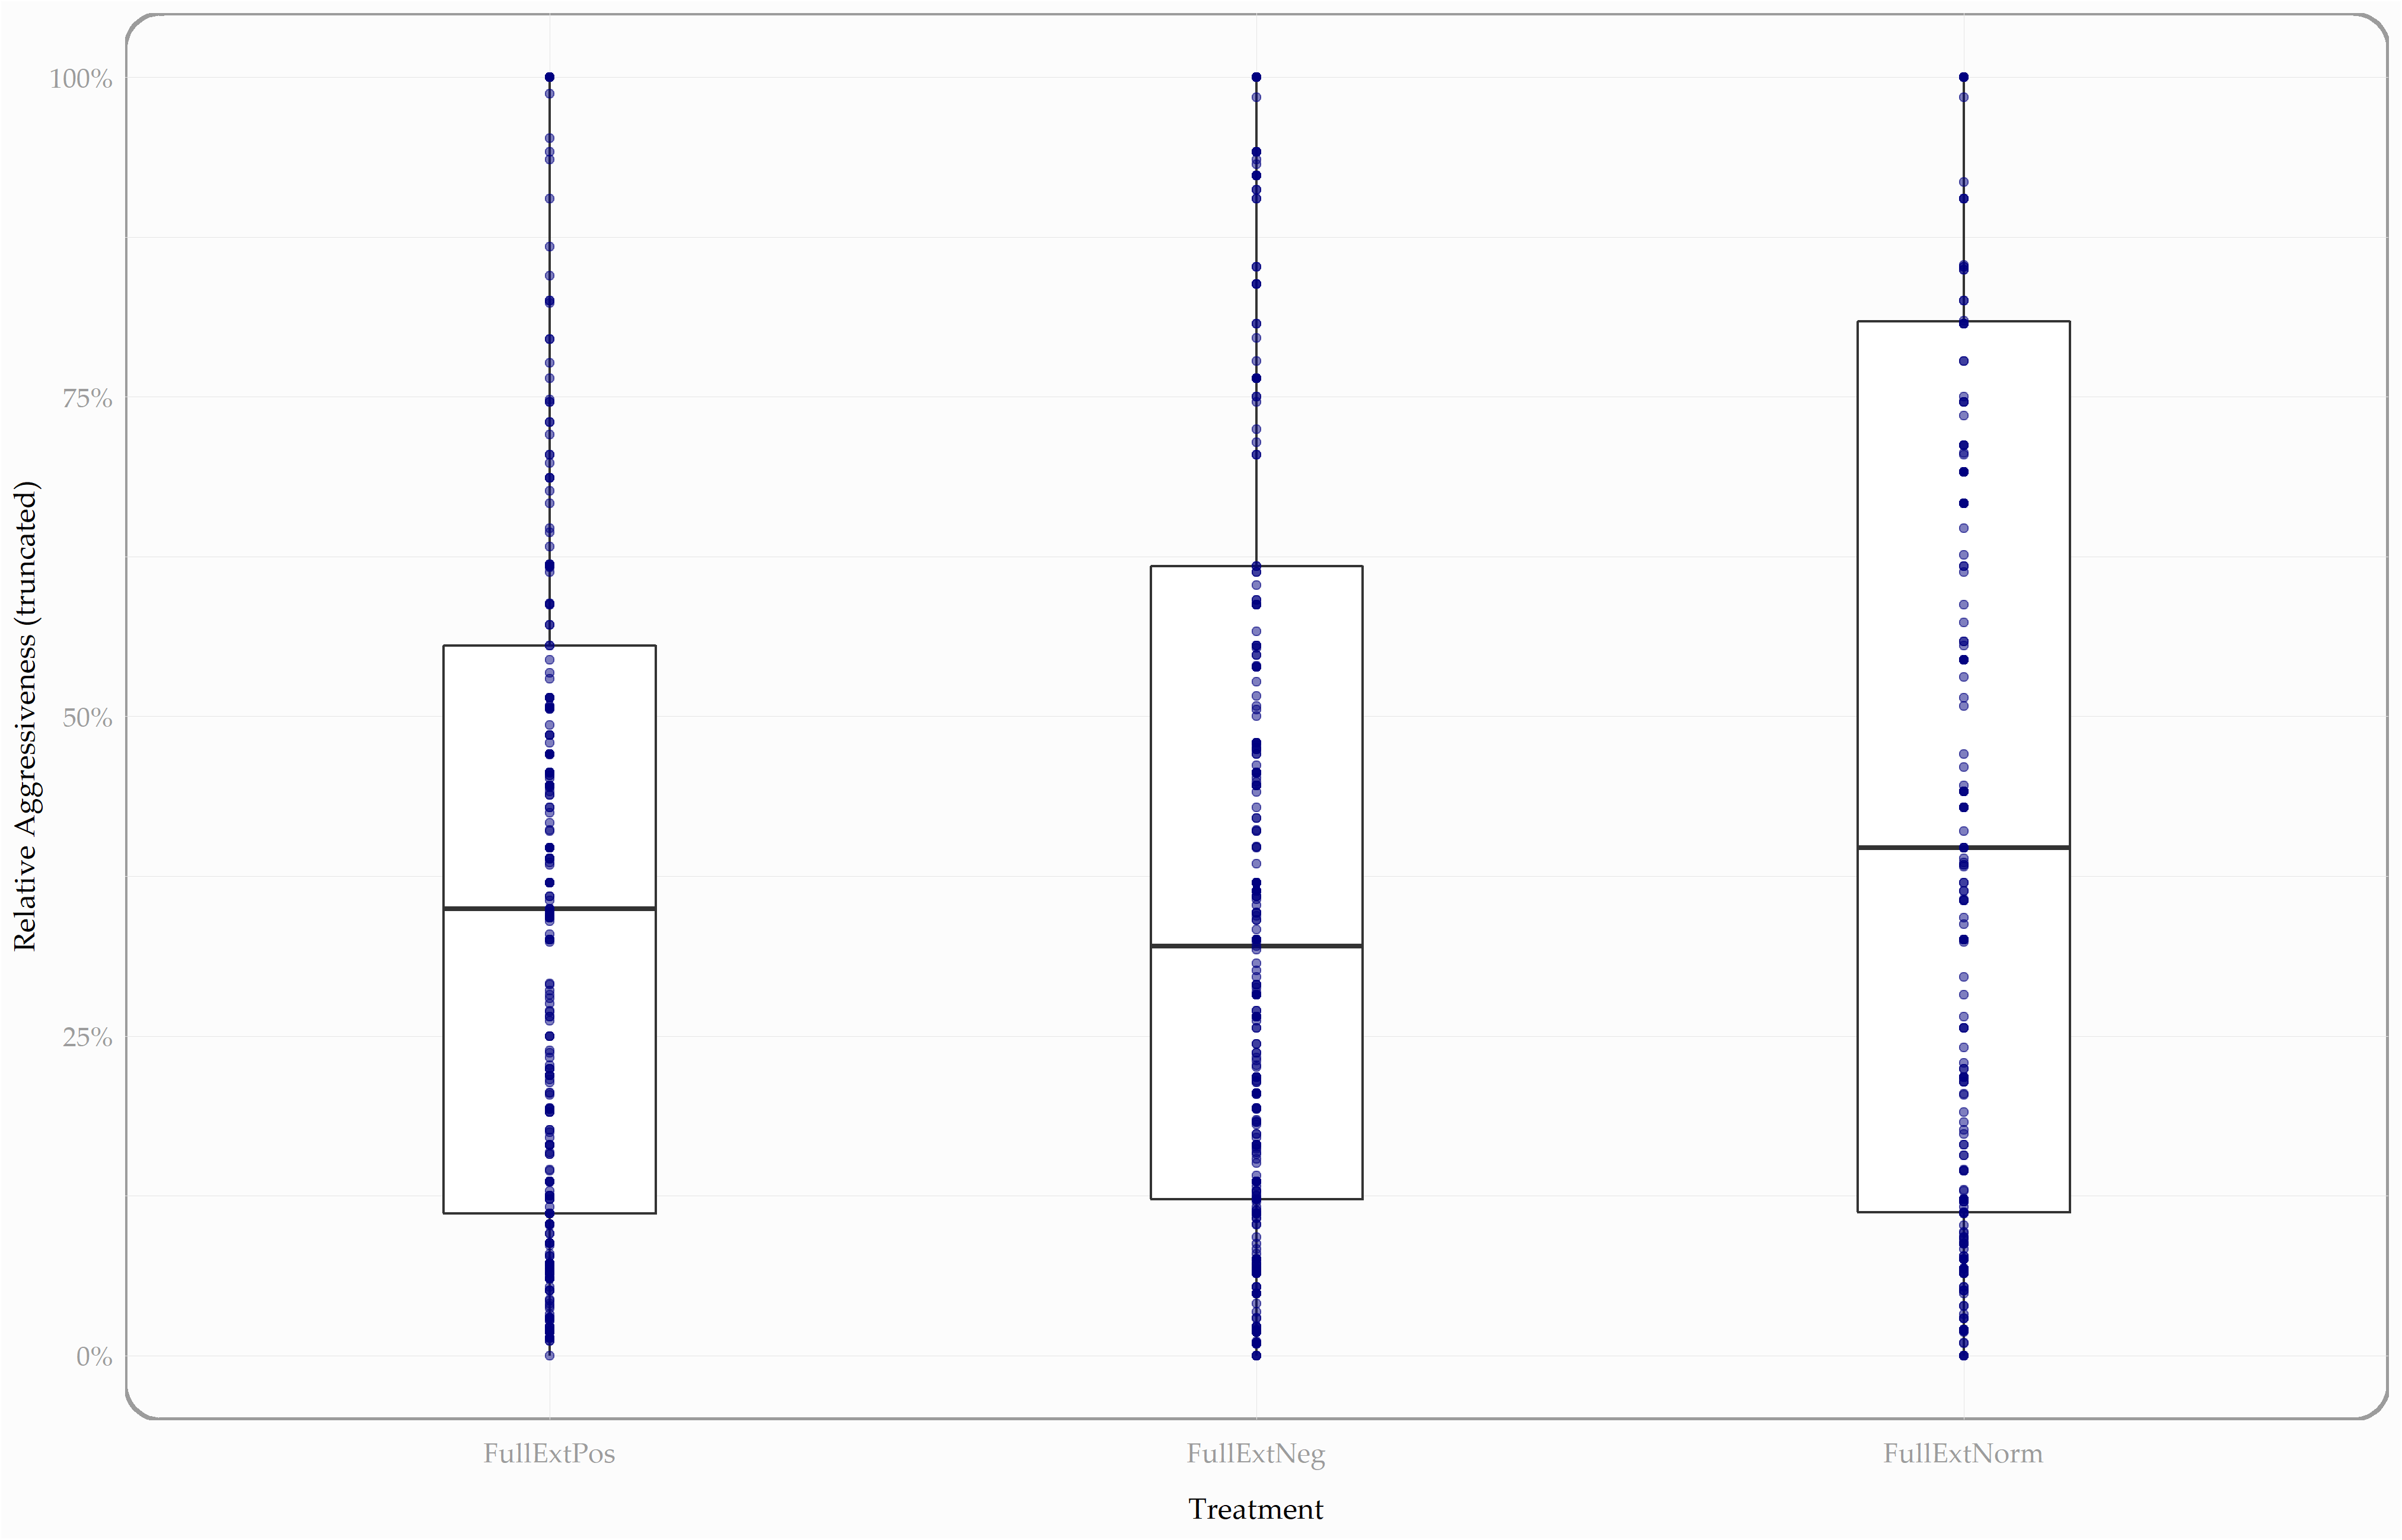 Relative Aggressiveness (truncated)
100%
75%
50%
25%
0%
FullExtPos
FullExtNeg
FullExtNorm
Treatment